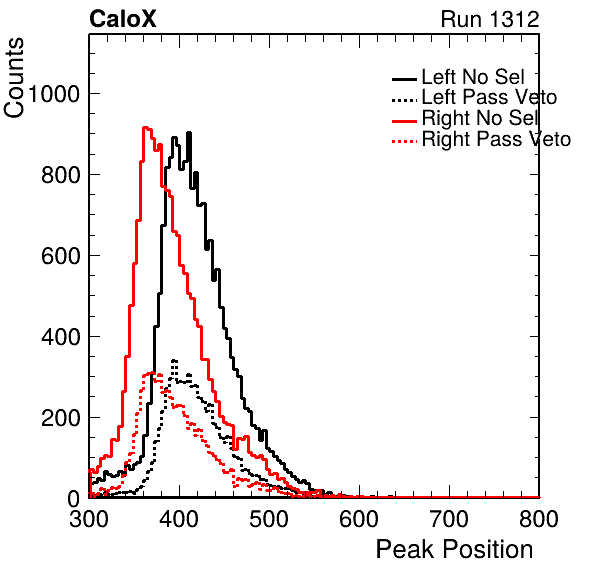 CaloX Run 1312
Counts
Left No Sel
Left Pass Veto
Right No Sel
Right Pass Veto
1000
800
600
400
200
0
300 400 500 600 700 800
Peak Position